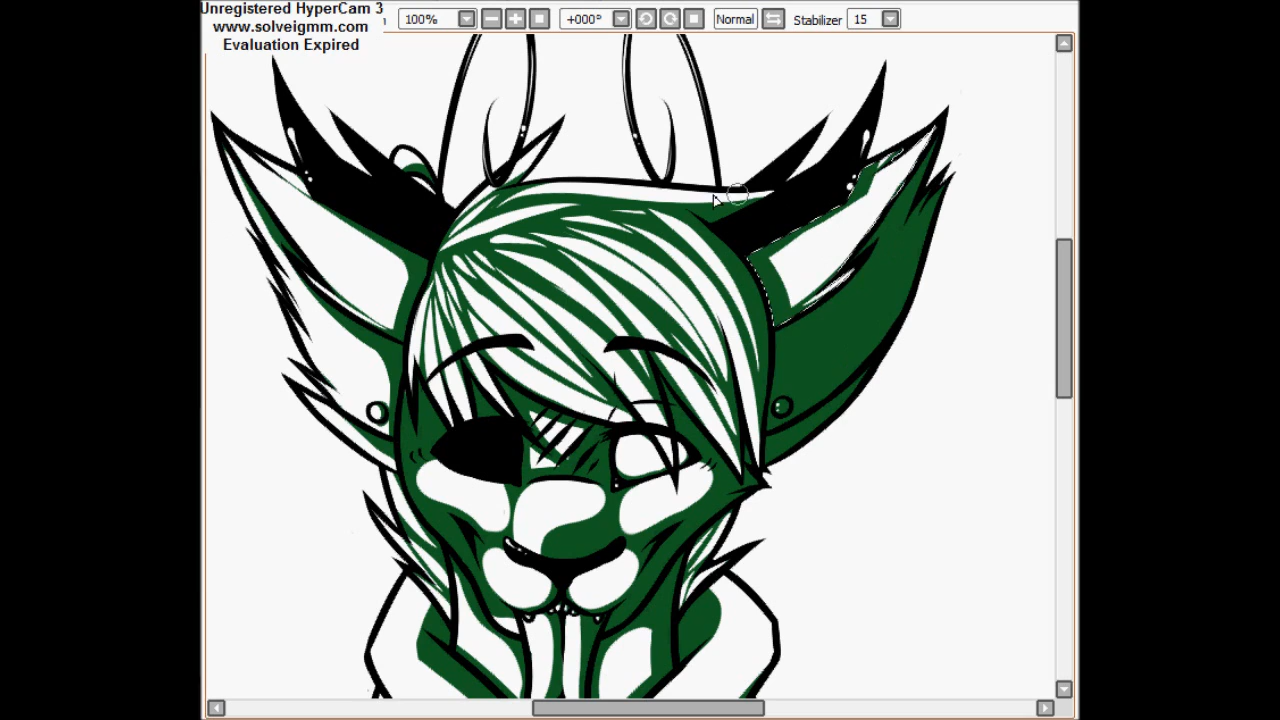 Unregistered HyperCam 3
www.solveigmm.com
Evaluation Expired
100%
+000°
Normal
Stabilizer
15